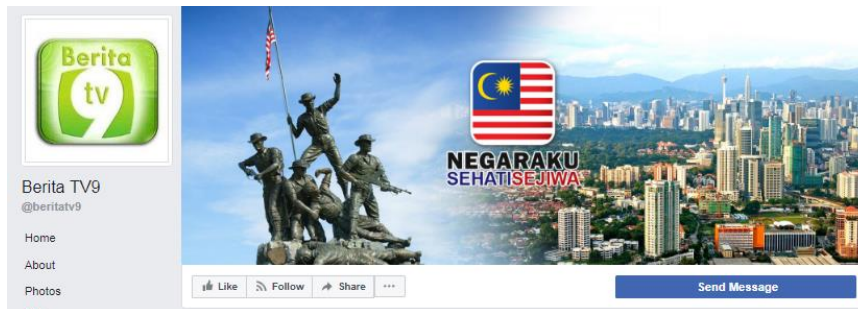 Berita
tv
9
Berita TV9
@beritatv9
Home
About
Photos
NEGARAKU
SEHATISEJIWA
Like
Follow
Share
Send Message